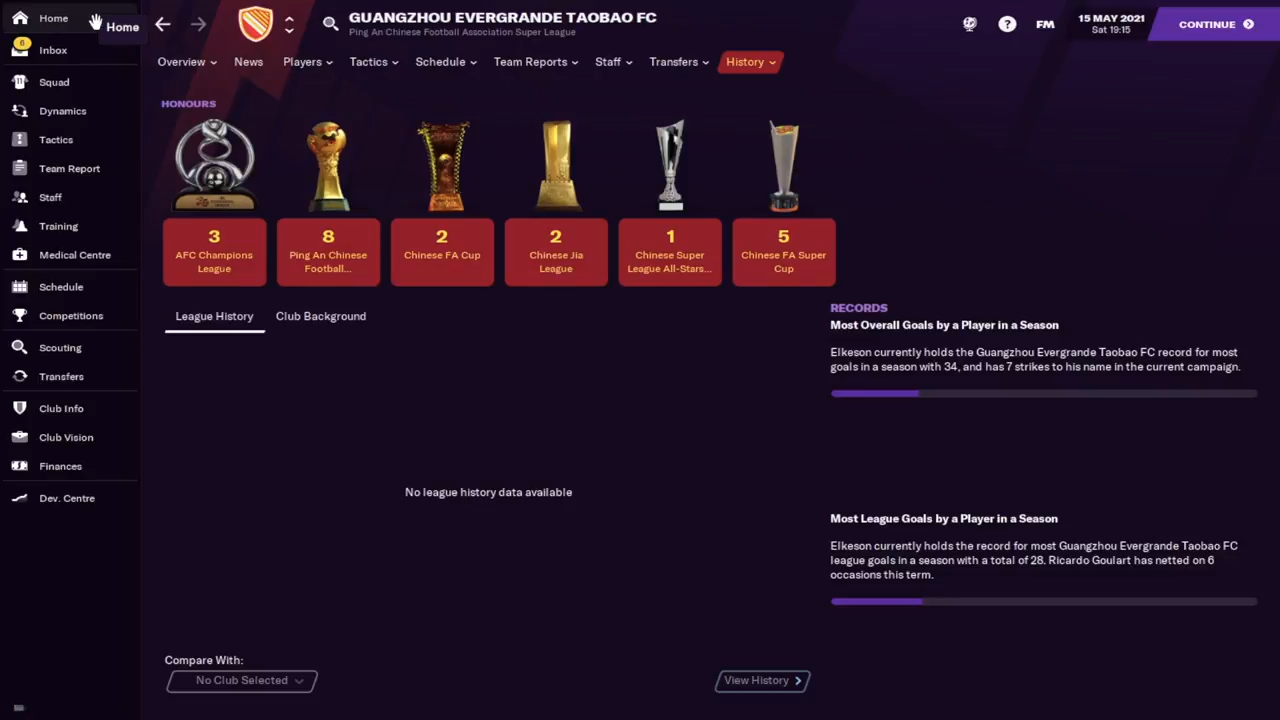 Home
Home
6
Inbox
Squad
Dynamics
Tactics
Team Report
Staff
Training
Medical Centre
Schedule
Competitions
Scouting
Transfers
Club Info
Club Vision
Finances
Dev. Centre
GUANGZHOU EVERGRANDE TAOBAO FC
Ping An Chinese Football Association Super League
?
FM
15 MAY 2021
Sat 19:15
CONTINUE
Overview
News
Players
Tactics
Schedule
Team Reports
Staff
Transfers
History
HONOURS
3
AFC Champions
League
8
Ping An Chinese
Football...
2
Chinese FA Cup
2
Chinese Jia
League
1
Chinese Super
League All-Stars...
5
Chinese FA Super
Cup
League History
Club Background
No league history data available
Compare With:
No Club Selected
View History
RECORDS
Most Overall Goals by a Player in a Season
Elkeson currently holds the Guangzhou Evergrande Taobao FC record for most
goals in a season with 34, and has 7 strikes to his name in the current campaign.
Most League Goals by a Player in a Season
Elkeson currently holds the record for most Guangzhou Evergrande Taobao FC
league goals in a season with a total of 28. Ricardo Goulart has netted on 6
occasions this term.